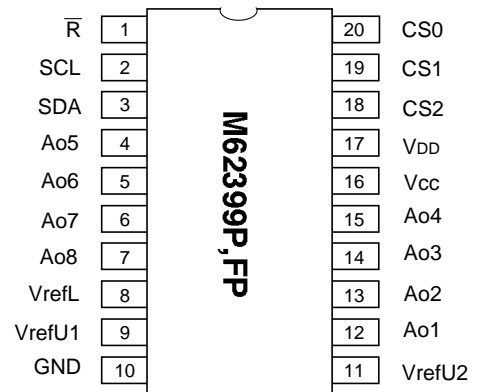 R̅ 1 20 CS0
SCL 2 19 CS1
SDA 3 18 CS2
Ao5 4 17 VDD
Ao6 5 16 Vcc
Ao7 6 15 Ao4
Ao8 7 14 Ao3
VrefL 8 13 Ao2
VrefU1 9 12 Ao1
GND 10 11 VrefU2
M62399P,FP